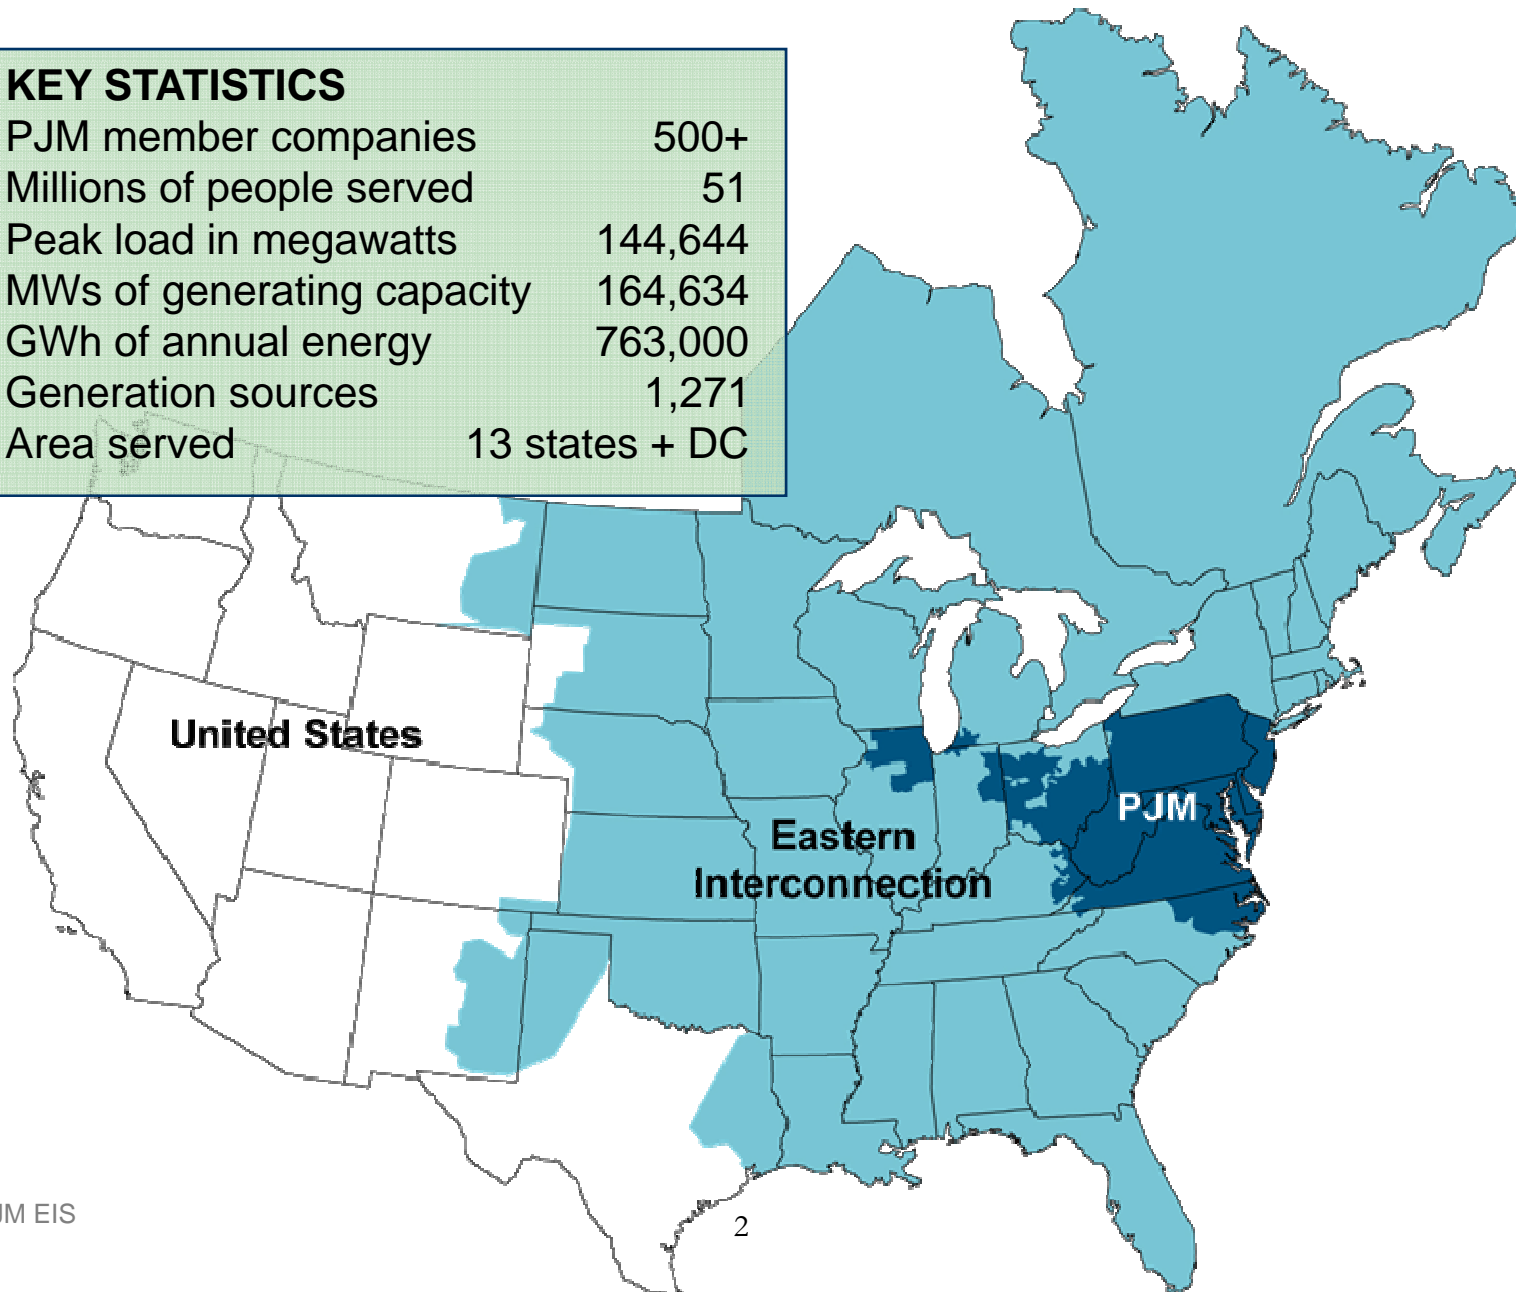 KEY STATISTICS
PJM member companies 500+
Millions of people served 51
Peak load in megawatts 144,644
MWs of generating capacity 164,634
GWh of annual energy 763,000
Generation sources 1,271
Area served 13 states + DC
United States
PJM
Eastern
Interconnection
JM EIS
2